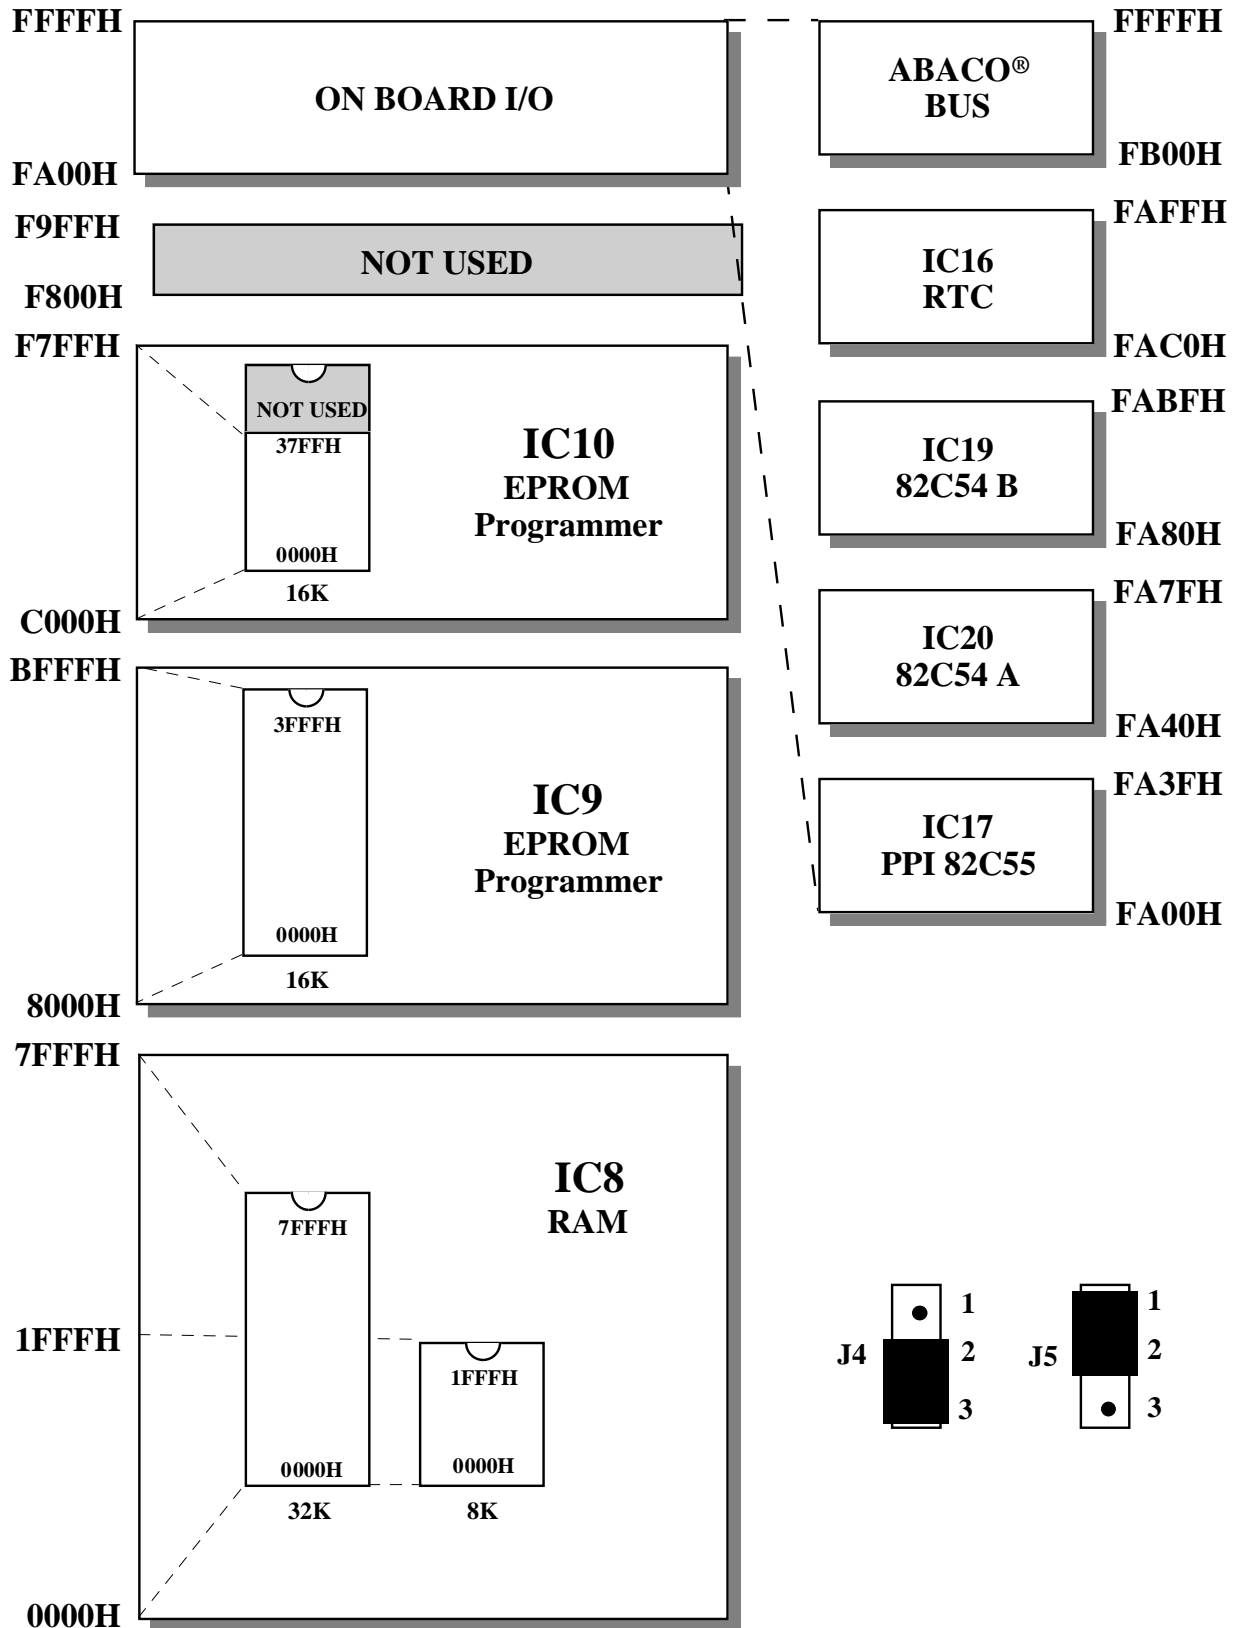 FFFFH
ON BOARD I/O
FA00H
F9FFH
NOT USED
F800H
F7FFH
NOT USED
37FFH
0000H
16K
IC10
EPROM
Programmer
C000H
BFFFH
3FFFH
0000H
16K
IC9
EPROM
Programmer
8000H
7FFFH
IC8
RAM
7FFFH
0000H
32K
1FFFH
1FFFH
0000H
8K
0000H
FFFFH
ABACO®
BUS
FB00H
FAFFH
IC16
RTC
FAC0H
FABFH
IC19
82C54 B
FA80H
FA7FH
IC20
82C54 A
FA40H
FA3FH
IC17
PPI 82C55
FA00H
J4
1
2
3
J5
1
2
3